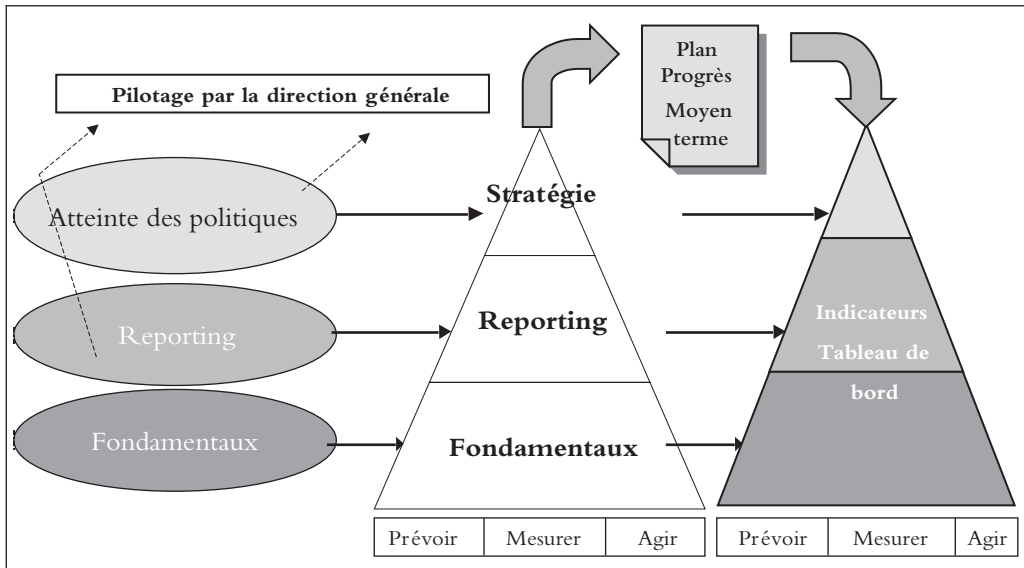 Plan
Progrès
Moyen
terme
Pilotage par la direction générale
Atteinte des politiques
Stratégie
Reporting
Reporting
Indicateurs
Tableau de
bord
Fondamentaux
Fondamentaux
Prévoir Mesurer Agir
Prévoir Mesurer Agir